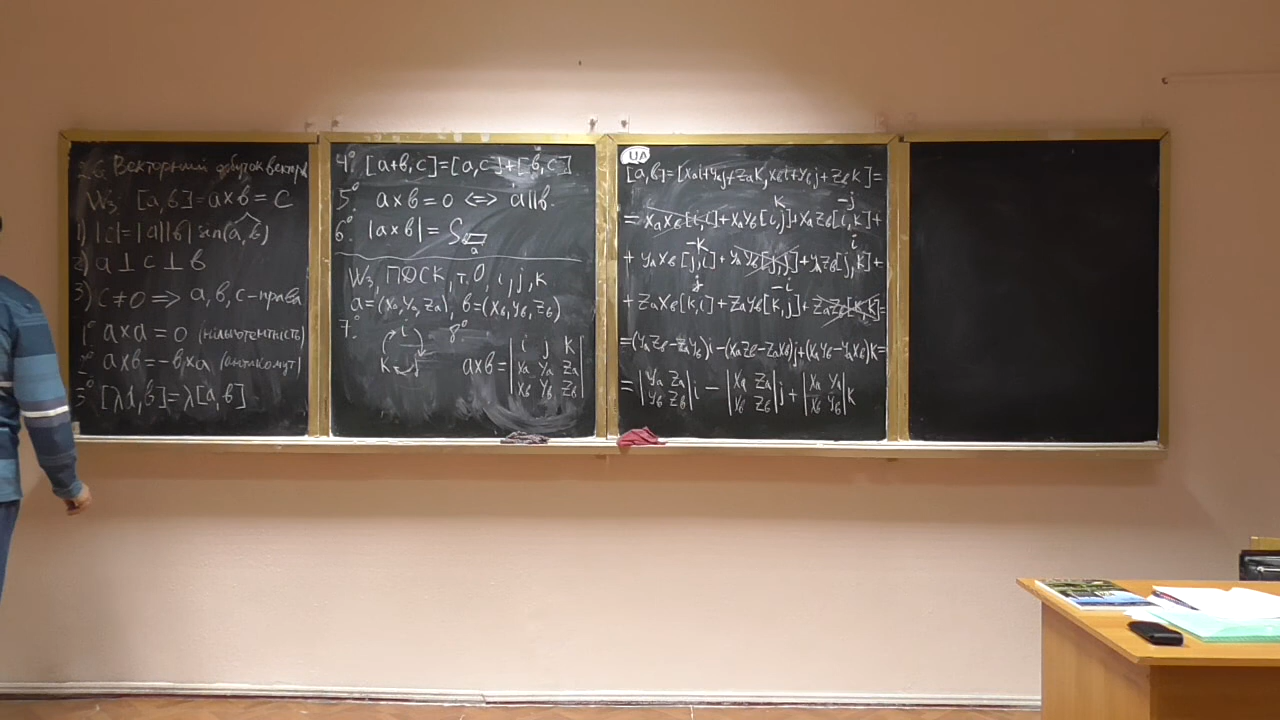 Векторний добуток векторів
Wз: [a,b]=a×b=c
1) |c|=|a||b| sin(a,b)
2) a⊥c⊥b
3) c≠0 ⟹ a,b,c-права
1° a×a=0 (нільпотентність)
2° a×b=-b×a (антикомут)
3° [λa,b]=λ[a,b]
4° [a+b,c]=[a,c]+[b,c]
5° a×b=0 ⟺ a||b.
6° |a×b|=S▱
a
Wз, ПДСК, т.O, i,j,k
a=(xa,ya,za), b=(xb,yb,zb)
7° i j k
8° a×b=|i j k|
|xa ya za|
|xb yb zb|
UA
[a,b]=[xai+yaj+zak,xbi+ybj+zbk]=
k -j
=xaxb[i,i]+xayb[i,j]+xazb[i,k]+
-k i
+yaxb[j,i]+yayb[j,j]+yazb[j,k]+
j -i
+zaxb[k,i]+zayb[k,j]+zazb[k,k]=
=(yazb-zayb)i-(xazb-zaxb)j+(xayb-yaxb)k=
=|ya za|i-|xa za|j+|xa ya|k
|yb zb| |xb zb| |xb yb|